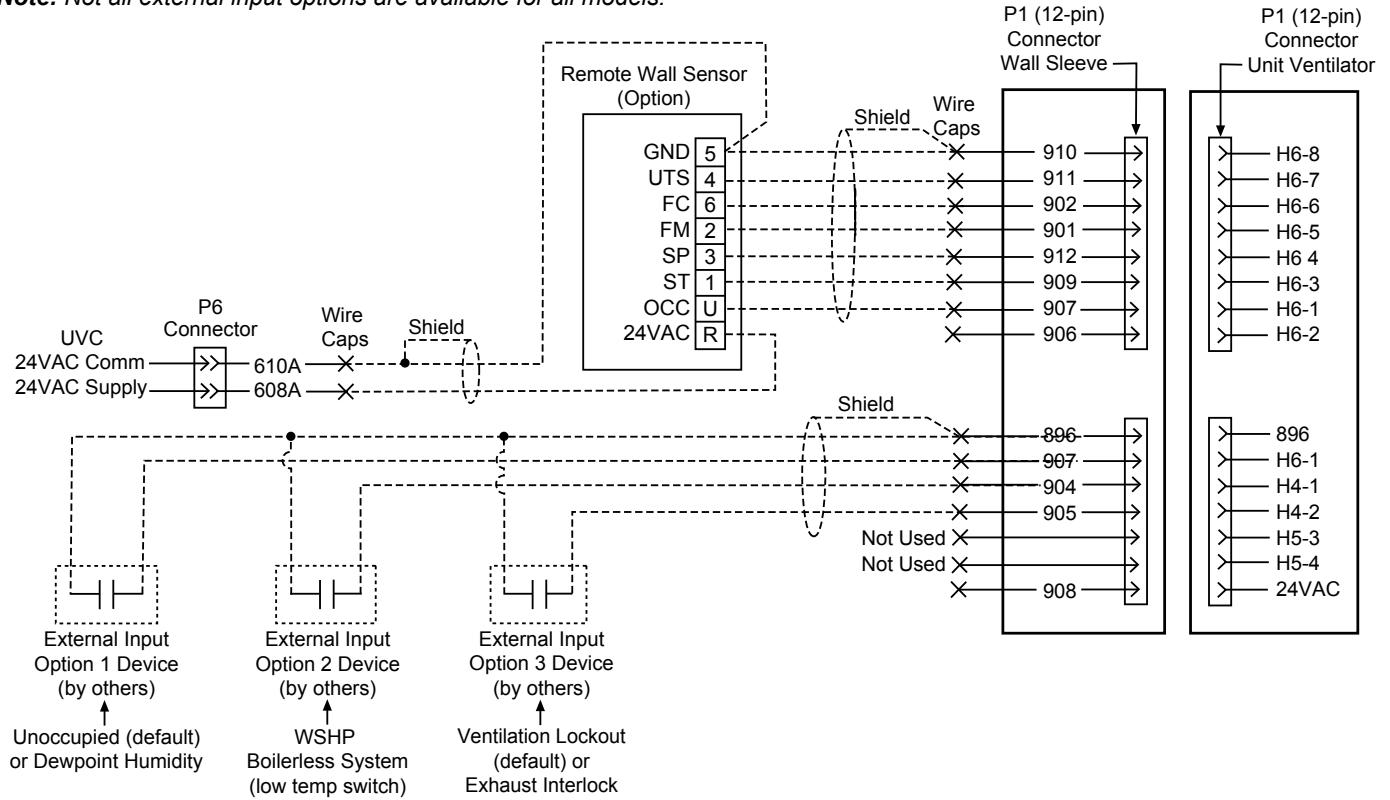 Note: Not all external input options are available for all models.
P1 (12-pin)
Connector
Wall Sleeve
P1 (12-pin)
Connector
Unit Ventilator
Remote Wall Sensor
(Option)
Shield
Wire
Caps
GND 5
UTS 4
FC 6
FM 2
SP 3
ST 1
OCC U
24VAC R
910
911
902
901
912
909
907
906
H6-8
H6-7
H6-6
H6-5
H6 4
H6-3
H6-1
H6-2
P6
Connector
Wire
Caps
Shield
UVC
24VAC Comm
24VAC Supply
610A
608A
Shield
896
907
904
905
Not Used
Not Used
908
896
H6-1
H4-1
H4-2
H5-3
H5-4
24VAC
External Input
Option 1 Device
(by others)
Unoccupied (default)
or Dewpoint Humidity
External Input
Option 2 Device
(by others)
WSHP
Boilerless System
(low temp switch)
External Input
Option 3 Device
(by others)
Ventilation Lockout
(default) or
Exhaust Interlock